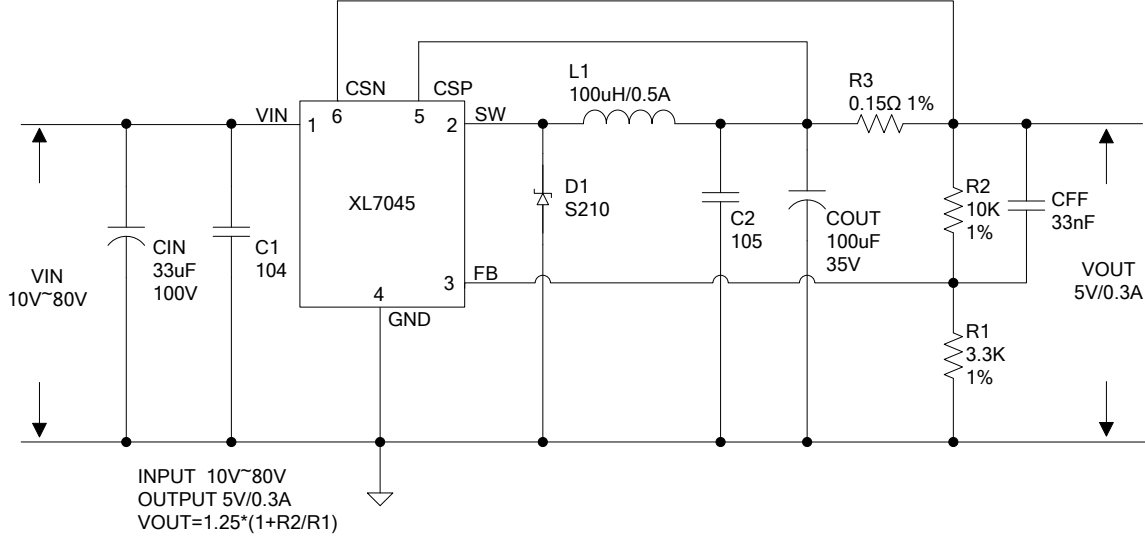 CSN
CSP
VIN
1
6
5
2
SW
XL7045
3
FB
4
GND
L1
100uH/0.5A
R3
0.15Ω 1%
D1
S210
C2
105
COUT
100uF
35V
R2
10K
1%
CFF
33nF
R1
3.3K
1%
VIN
10V~80V
CIN
33uF
100V
C1
104
VOUT
5V/0.3A
INPUT 10V~80V
OUTPUT 5V/0.3A
VOUT=1.25*(1+R2/R1)